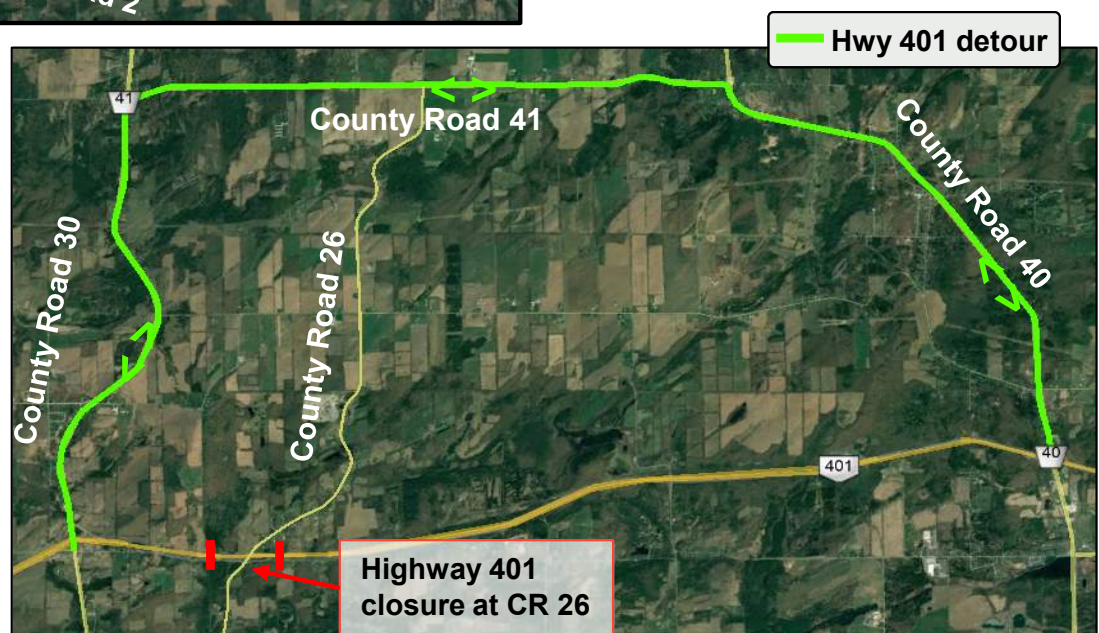 d 2
Hwy 401 detour
41
County Road 41
County Road 40
County Road 30
County Road 26
401
40
Highway 401
closure at CR 26